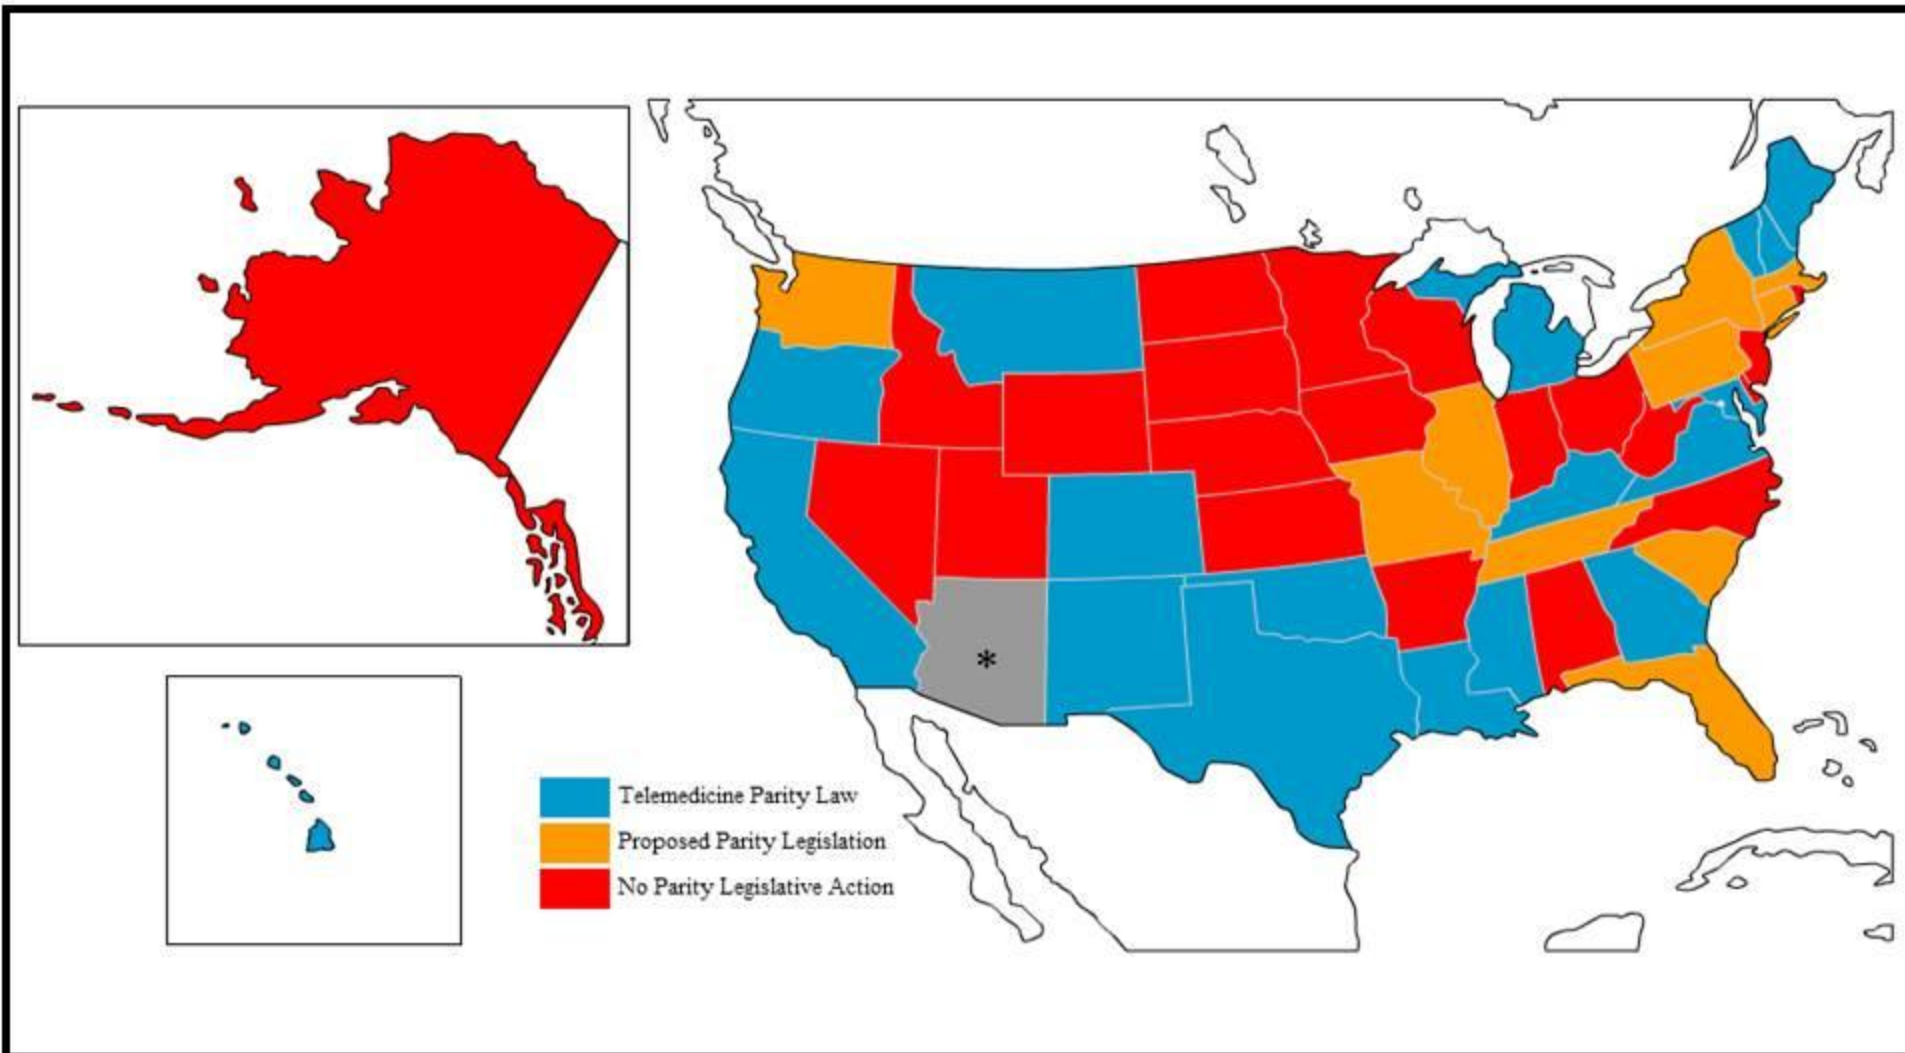 *
Telemedicine Parity Law
Proposed Parity Legislation
No Parity Legislative Action